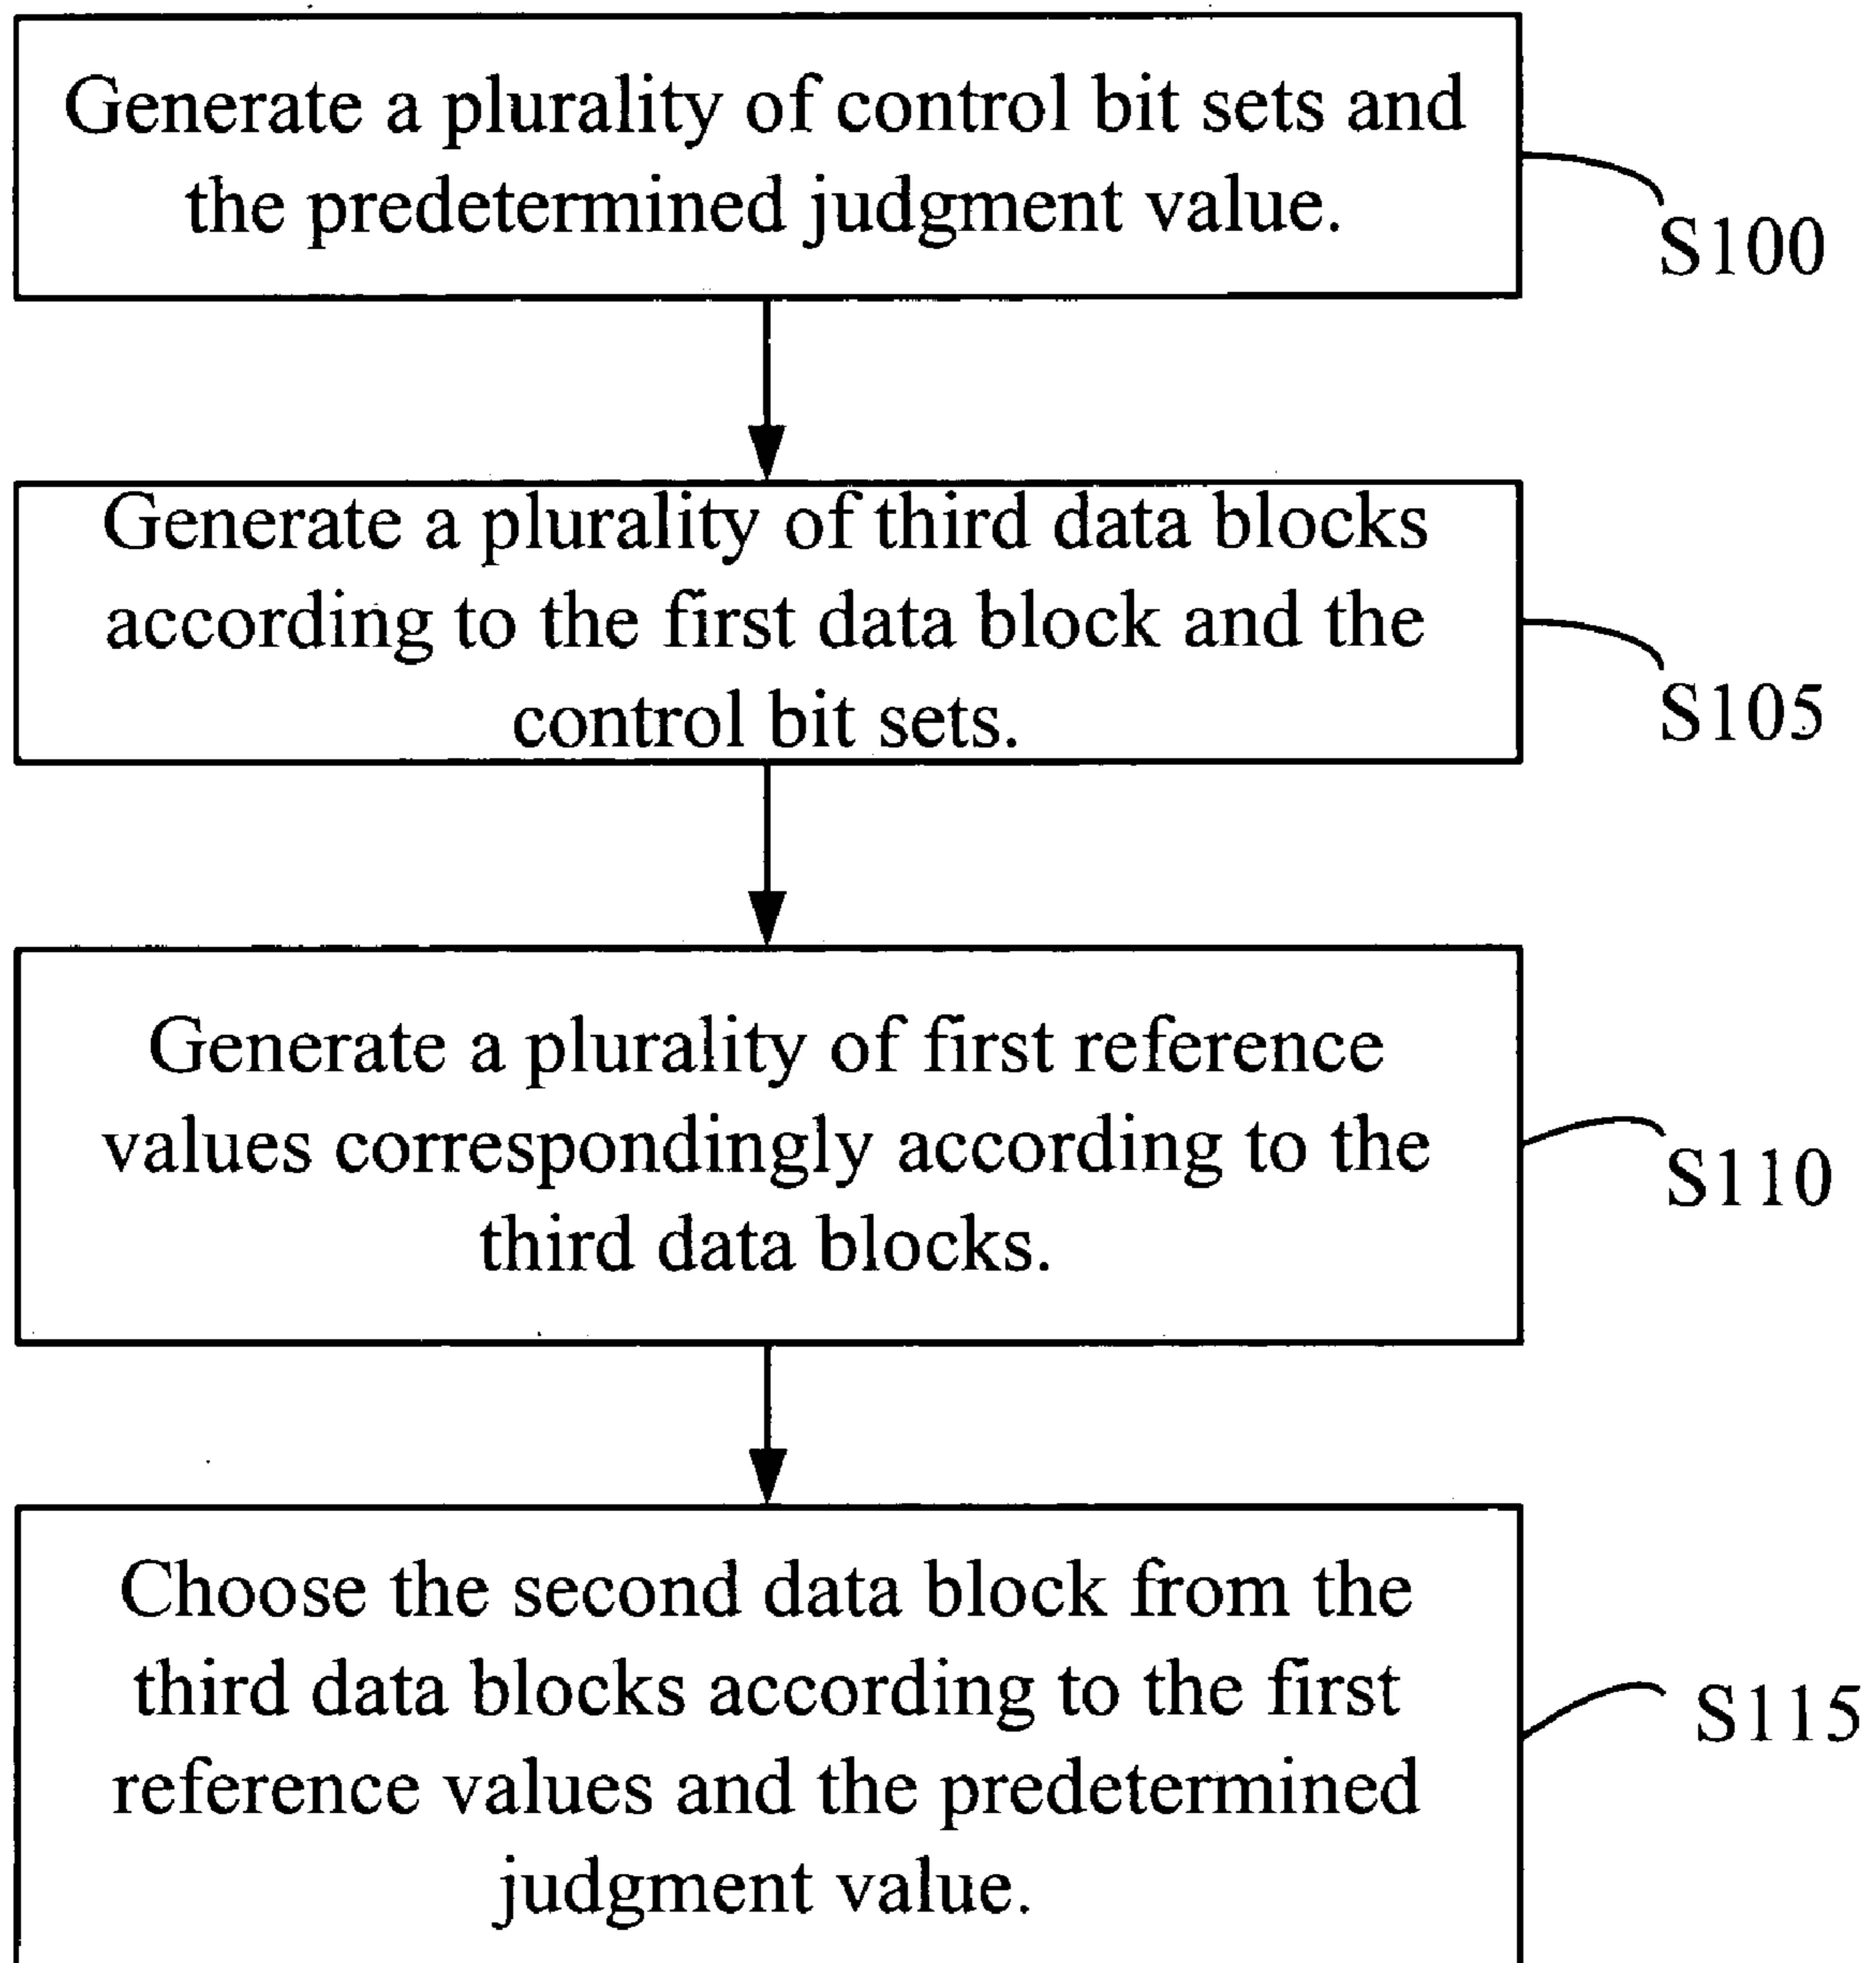 Generate a plurality of control bit sets and
the predetermined judgment value.
S100
Generate a plurality of third data blocks
according to the first data block and the
control bit sets.
S105
Generate a plurality of first reference
values correspondingly according to the
third data blocks.
S110
Choose the second data block from the
third data blocks according to the first
reference values and the predetermined
judgment value.
S115